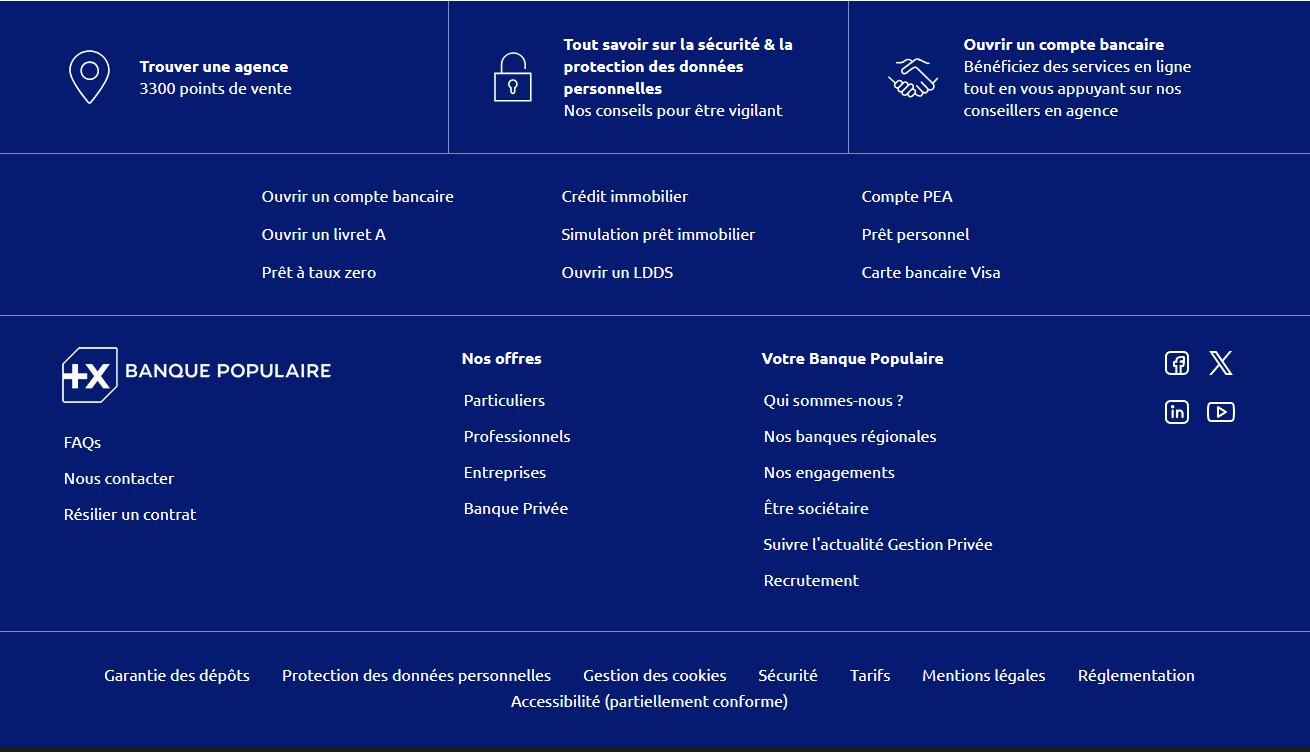 Trouver une agence
3300 points de vente
Tout savoir sur la sécurité & la
protection des données
personnelles
Nos conseils pour être vigilant
Ouvrir un compte bancaire
Bénéficiez des services en ligne
tout en vous appuyant sur nos
conseillers en agence
Ouvrir un compte bancaire
Ouvrir un livret A
Prêt à taux zero
Crédit immobilier
Simulation prêt immobilier
Ouvrir un LDDS
Compte PEA
Prêt personnel
Carte bancaire Visa
BANQUE POPULAIRE
FAQs
Nous contacter
Résilier un contrat
Nos offres
Particuliers
Professionnels
Entreprises
Banque Privée
Votre Banque Populaire
Qui sommes-nous ?
Nos banques régionales
Nos engagements
Être sociétaire
Suivre l'actualité Gestion Privée
Recrutement
Garantie des dépôts Protection des données personnelles Gestion des cookies Sécurité Tarifs Mentions légales Réglementation
Accessibilité (partiellement conforme)